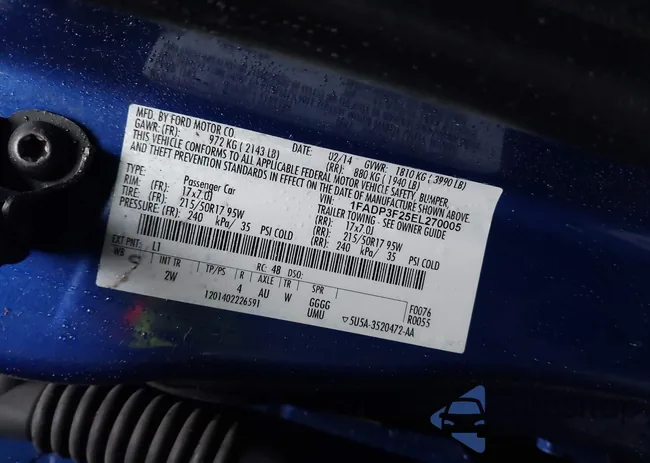 MFD. BY FORD MOTOR CO.
DATE: 02/14 GVWR: 1810 KG ( 3990 LB)
GAWR: (FR): 972 KG ( 2143 LB) (RR): 880 KG ( 1940 LB)
THIS VEHICLE CONFORMS TO ALL APPLICABLE FEDERAL MOTOR VEHICLE SAFETY, BUMPER,
AND THEFT PREVENTION STANDARDS IN EFFECT ON THE DATE OF MANUFACTURE SHOWN ABOVE.
VIN: 1FADP3F25EL270005
TYPE: Passenger Car TRAILER TOWING - SEE OWNER GUIDE
RIM: (FR): 17x7.0J (RR): 17x7.0J
TIRE: (FR): 215/50R17 95W (RR): 215/50R17 95W
PRESSURE: (FR): 240 kPa/ 35 PSI COLD (RR): 240 kPa/ 35 PSI COLD
EXT PNT: L1 RC: 48 DSO: F0076
WB INT TR TP/PS R AXLE TR SPR R0055
2W 4 AU W GGGG
UMU
1201402226591 ▽5U5A-3520472-AA